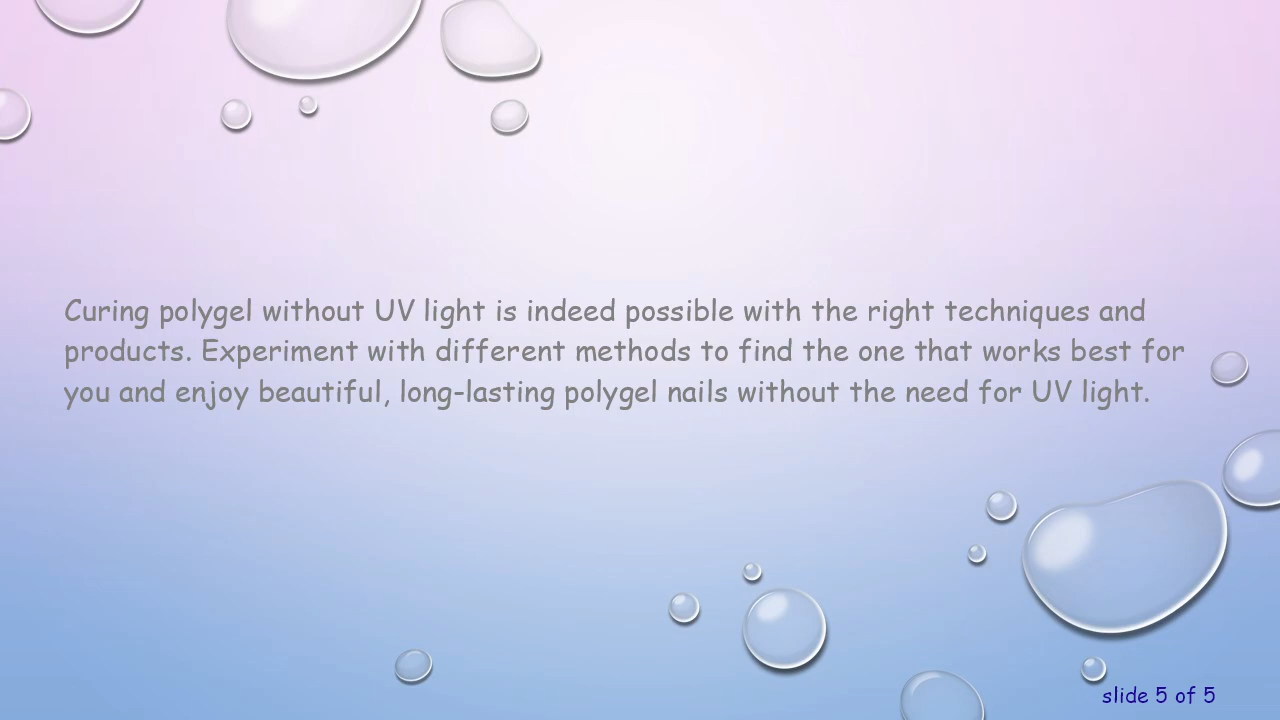 Curing polygel without UV light is indeed possible with the right techniques and
products. Experiment with different methods to find the one that works best for
you and enjoy beautiful, long-lasting polygel nails without the need for UV light.
slide 5 of 5